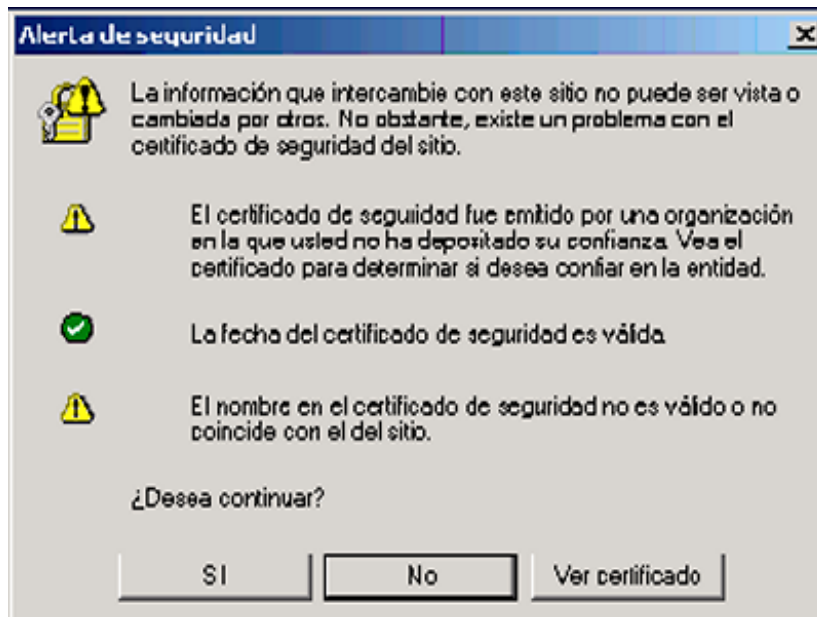 Alerta de seguridad
La información que intercambie con este sitio no puede ser vista o
cambiada por otros. No obstante, existe un problema con el
certificado de seguridad del sitio.
El certificado de seguridad fue emitido por una organización
en la que usted no ha depositado su confianza. Vea el
certificado para determinar si desea confiar en la entidad.
La fecha del certificado de seguridad es válida.
El nombre en el certificado de seguridad no es válido o no
coincide con el del sitio.
¿Desea continuar?
SI
No
Ver certificado